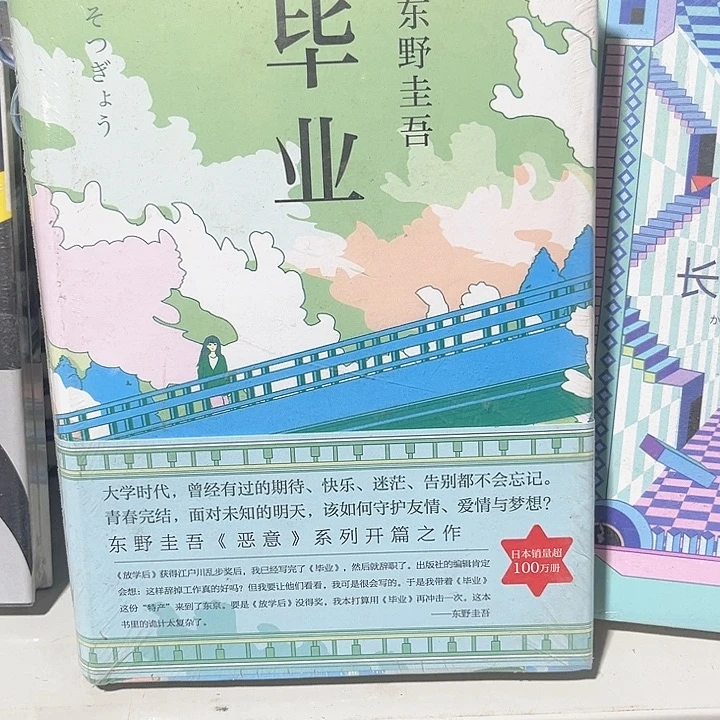 そつぎょう
毕业
东野圭吾
大学时代，曾经有过的期待、快乐、迷茫、告别都不会忘记。
青春完结，面对未知的明天，该如何守护友情、爱情与梦想？
东野圭吾《恶意》系列开篇之作
《放学后》获得江户川乱步奖后，我已经写完了《毕业》，然后就辞职了。出版社的编辑肯定
会想：这样辞掉工作真的好吗？但我要让他们看看，我可是很会写的。于是我带着《毕业》
这份“特产”来到了东京。要是《放学后》没得奖，我本打算用《毕业》再冲击一次。这本
书里的诡计太复杂了。
——东野圭吾
日本销量超
100万册
长
か